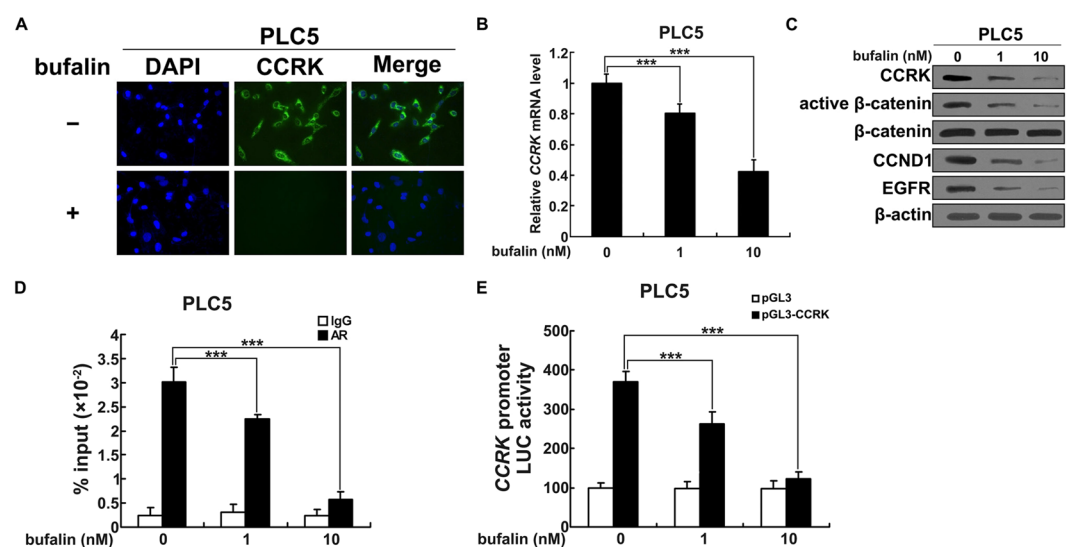 A
PLC5
bufalin DAPI CCRK Merge
−
+
B
PLC5
Relative CCRK mRNA level
1.2
1
0.8
0.6
0.4
0.2
0
***
***
bufalin (nM) 0 1 10
C
PLC5
bufalin (nM) 0 1 10
CCRK
active β-catenin
β-catenin
CCND1
EGFR
β-actin
D
PLC5
IgG
AR
% input (×10-2)
4
3.5
3
2.5
2
1.5
1
0.5
0
***
***
bufalin (nM) 0 1 10
E
PLC5
pGL3
pGL3-CCRK
CCRK promoter
LUC activity
500
400
300
200
100
0
***
***
bufalin (nM) 0 1 10